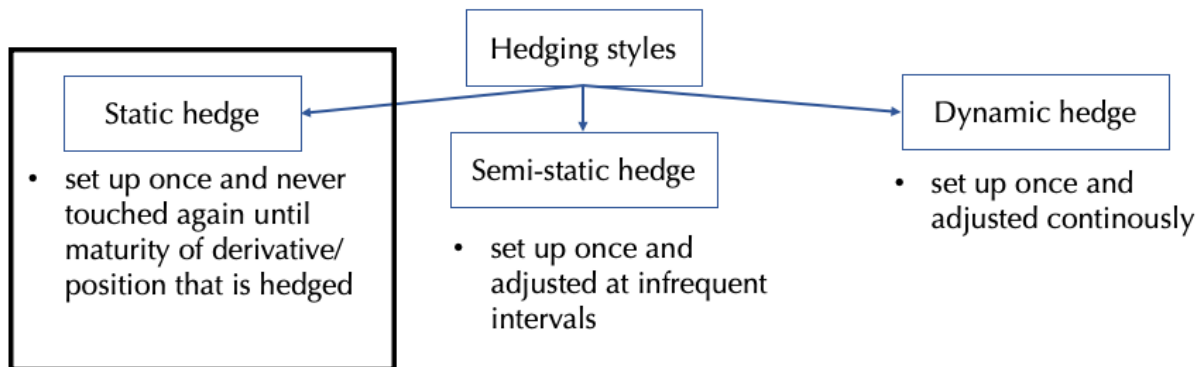 Hedging styles
Static hedge
• set up once and never
touched again until
maturity of derivative/
position that is hedged
Semi-static hedge
• set up once and
adjusted at infrequent
intervals
Dynamic hedge
• set up once and
adjusted continously